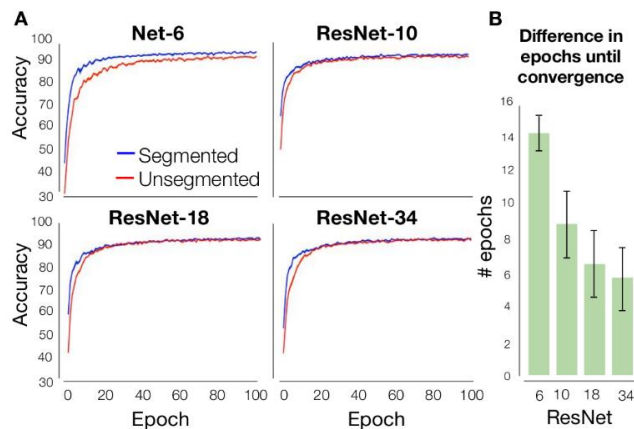 A
Net-6
ResNet-10
100
90
80
70
60
50
40
30
Accuracy
Segmented
Unsegmented
ResNet-18
ResNet-34
100
90
80
70
60
50
40
30
Accuracy
0 20 40 60 80 100
0 20 40 60 80 100
Epoch
Epoch
B
Difference in
epochs until
convergence
16
14
12
10
8
6
4
2
0
# epochs
6 10 18 34
ResNet